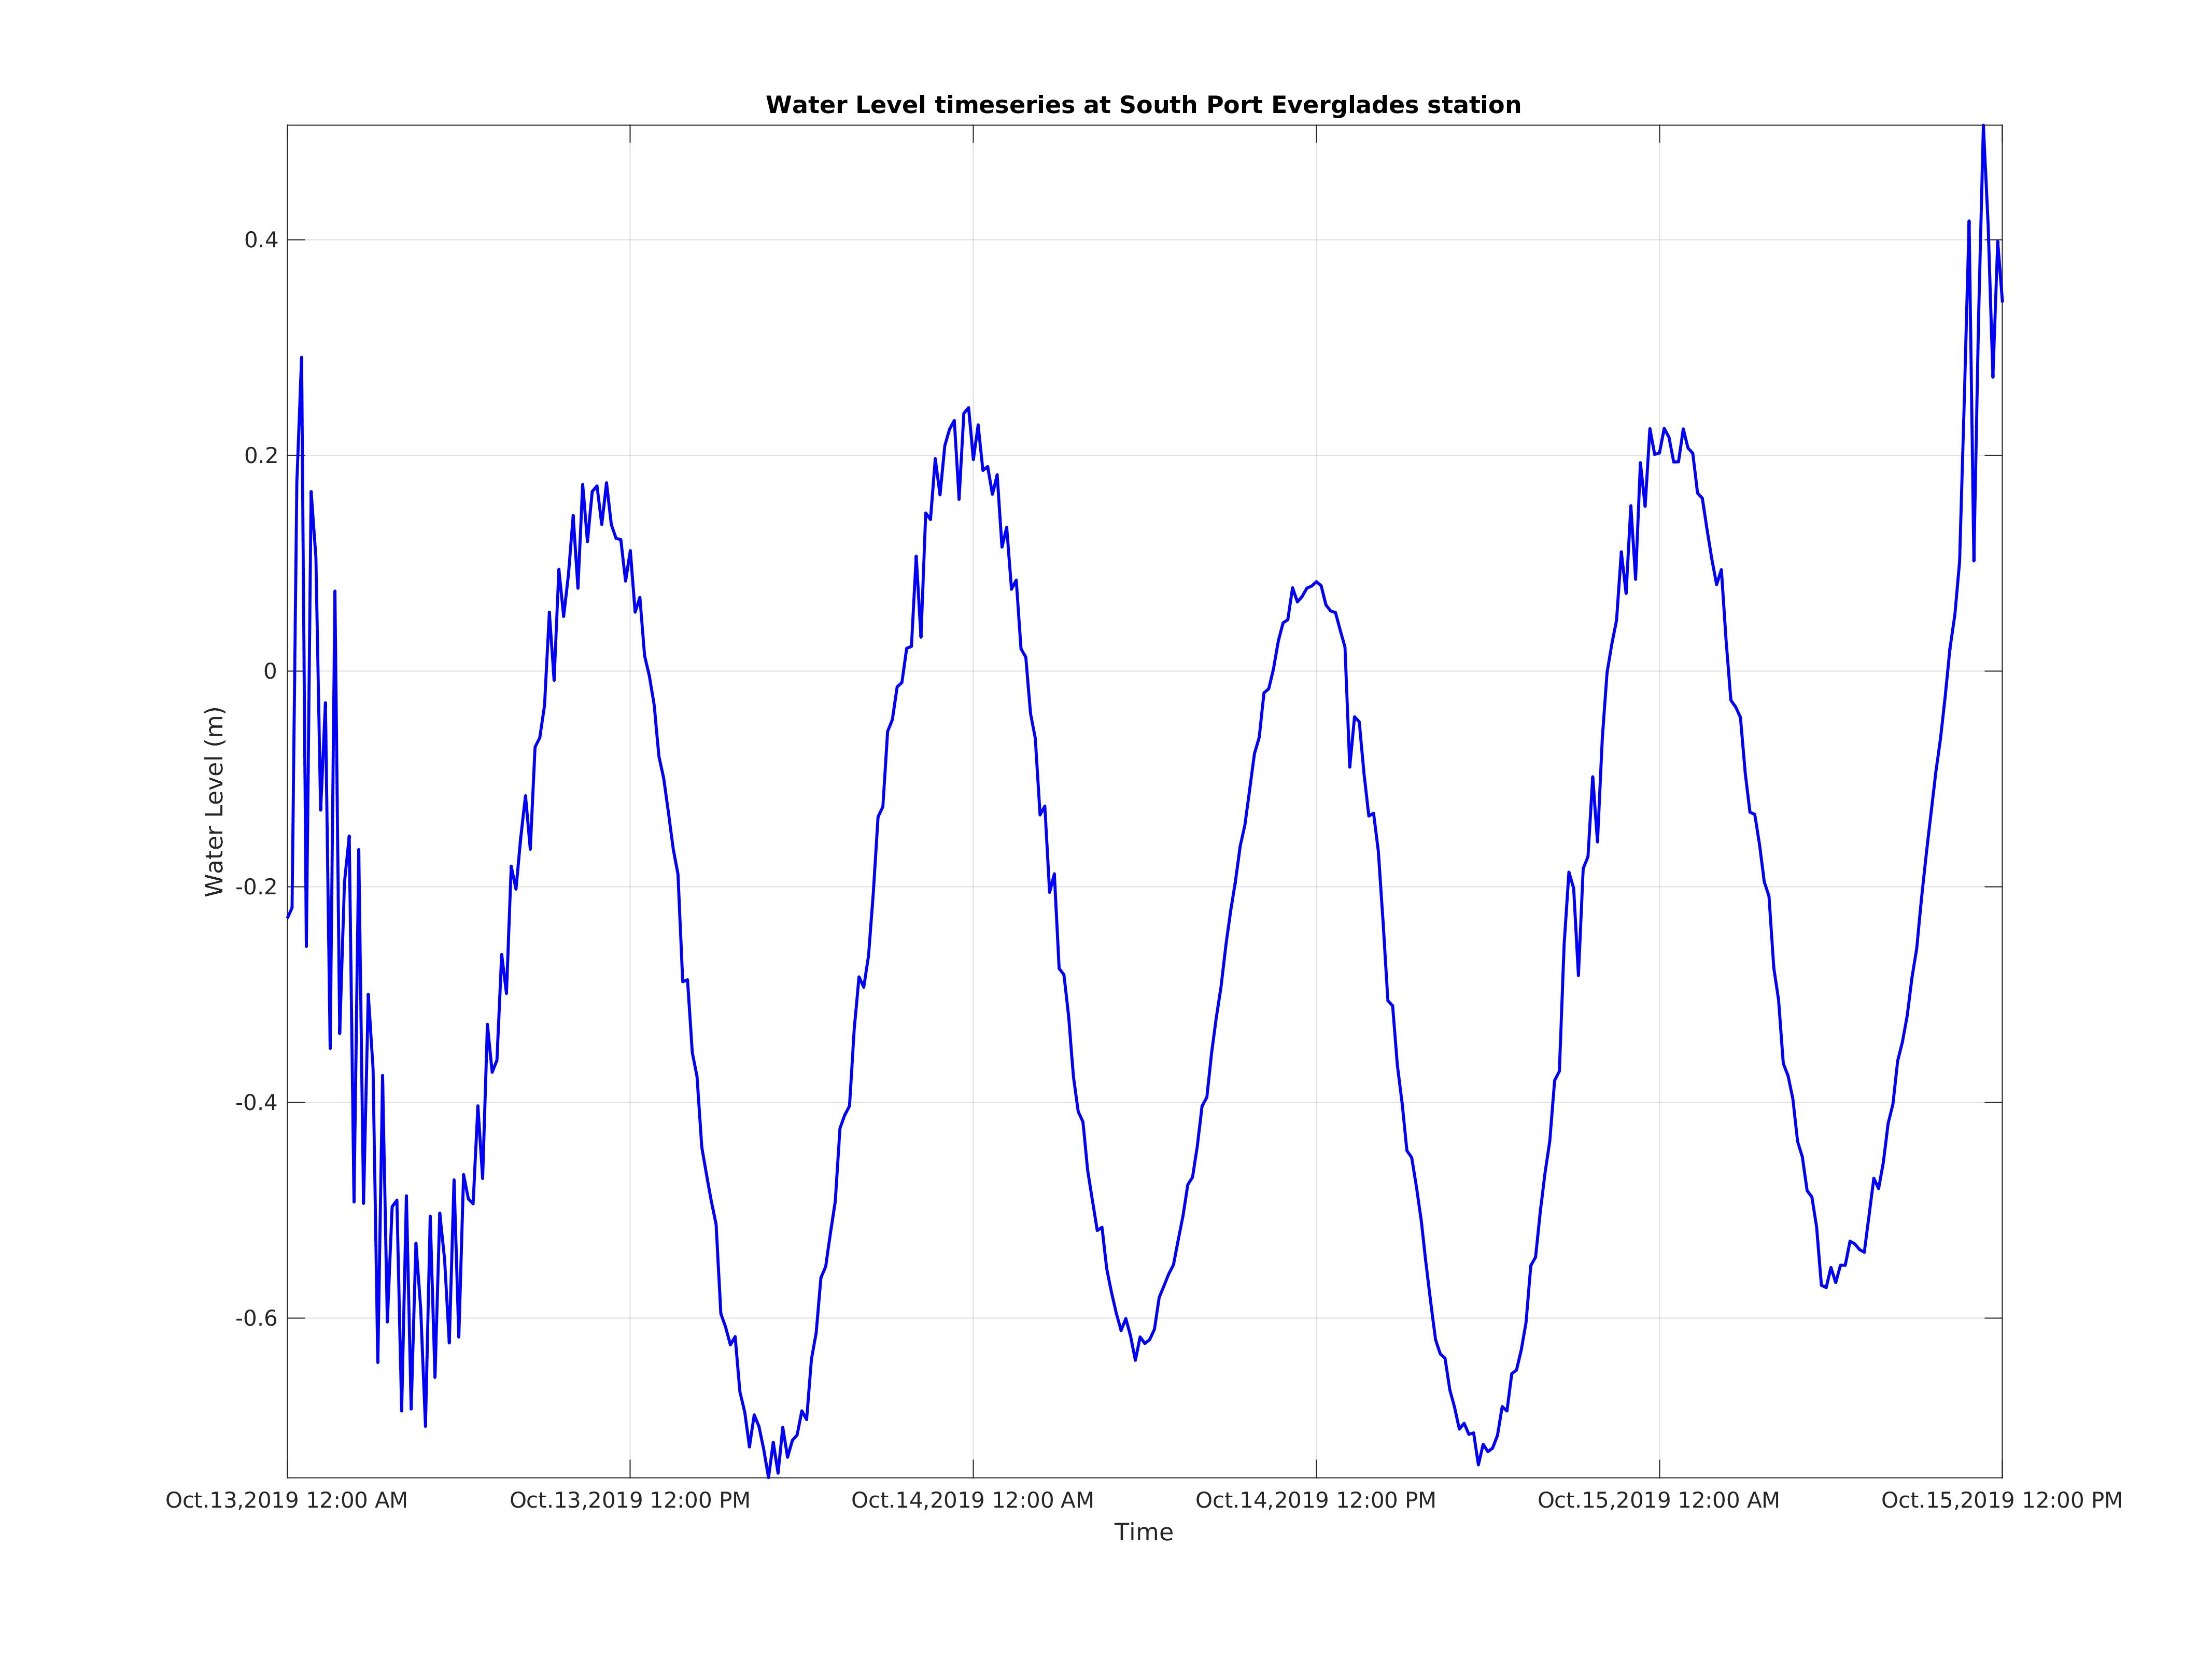 Water Level timeseries at South Port Everglades station
0.4
0.2
0
-0.2
-0.4
-0.6
Water Level (m)
Oct.13,2019 12:00 AM
Oct.13,2019 12:00 PM
Oct.14,2019 12:00 AM
Oct.14,2019 12:00 PM
Oct.15,2019 12:00 AM
Oct.15,2019 12:00 PM
Time